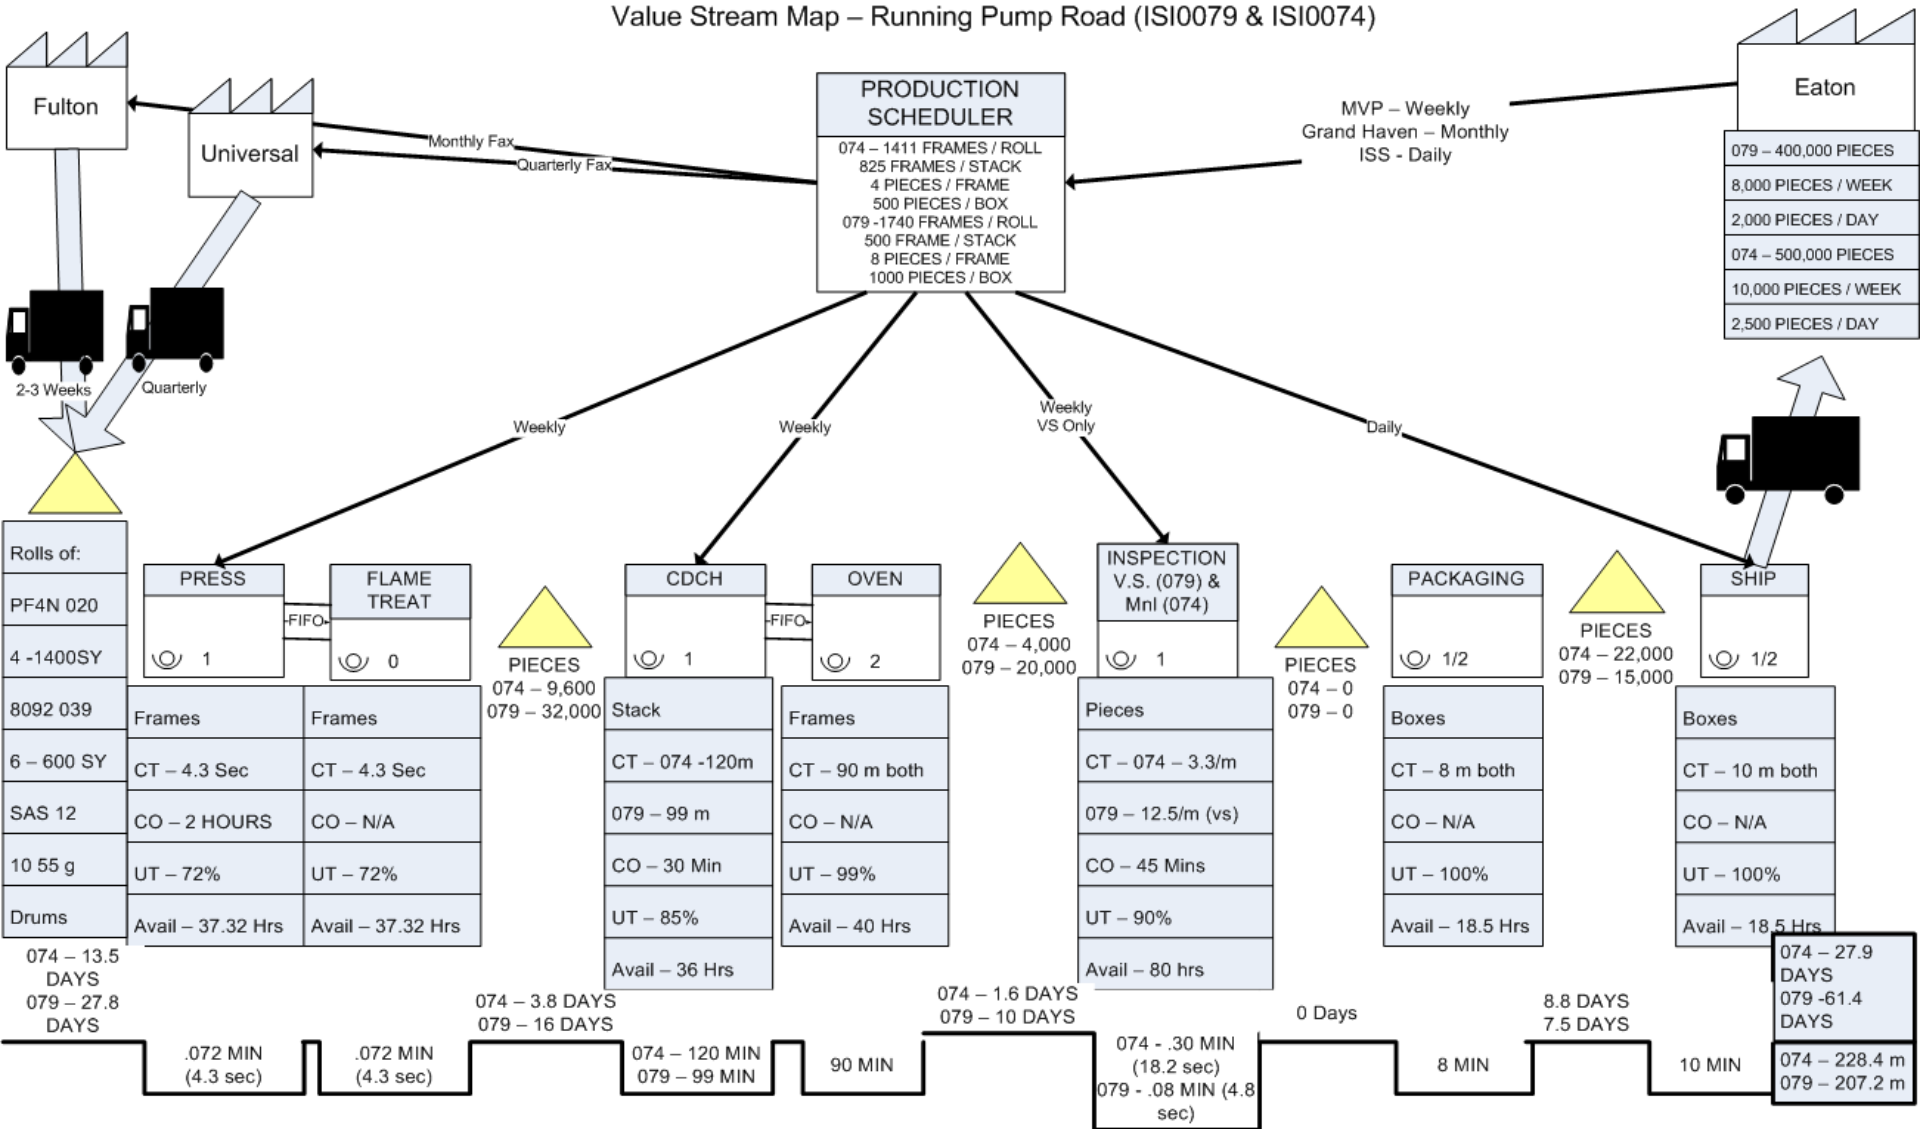 Value Stream Map – Running Pump Road (ISI0079 & ISI0074)
Fulton
Universal
Monthly Fax
Quarterly Fax
PRODUCTION
SCHEDULER
074 – 1411 FRAMES / ROLL
825 FRAMES / STACK
4 PIECES / FRAME
500 PIECES / BOX
079 -1740 FRAMES / ROLL
500 FRAME / STACK
8 PIECES / FRAME
1000 PIECES / BOX
MVP – Weekly
Grand Haven – Monthly
ISS - Daily
Eaton
079 – 400,000 PIECES
8,000 PIECES / WEEK
2,000 PIECES / DAY
074 – 500,000 PIECES
10,000 PIECES / WEEK
2,500 PIECES / DAY
2-3 Weeks
Quarterly
Weekly
Weekly
Weekly
VS Only
Daily
Rolls of:
PF4N 020
4 -1400SY
8092 039
6 – 600 SY
SAS 12
10 55 g
Drums
PRESS
1
FIFO
FLAME
TREAT
0
Frames
CT – 4.3 Sec
CO – 2 HOURS
UT – 72%
Avail – 37.32 Hrs
Frames
CT – 4.3 Sec
CO – N/A
UT – 72%
Avail – 37.32 Hrs
PIECES
074 – 9,600
079 – 32,000
CDCH
1
FIFO
OVEN
2
Stack
CT – 074 -120m
079 – 99 m
CO – 30 Min
UT – 85%
Avail – 36 Hrs
Frames
CT – 90 m both
CO – N/A
UT – 99%
Avail – 40 Hrs
PIECES
074 – 4,000
079 – 20,000
INSPECTION
V.S. (079) &
Mnl (074)
1
Pieces
CT – 074 – 3.3/m
079 – 12.5/m (vs)
CO – 45 Mins
UT – 90%
Avail – 80 hrs
PIECES
074 – 0
079 – 0
PACKAGING
1/2
Boxes
CT – 8 m both
CO – N/A
UT – 100%
Avail – 18.5 Hrs
PIECES
074 – 22,000
079 – 15,000
SHIP
1/2
Boxes
CT – 10 m both
CO – N/A
UT – 100%
Avail – 18.5 Hrs
074 – 13.5
DAYS
079 – 27.8
DAYS
.072 MIN
(4.3 sec)
.072 MIN
(4.3 sec)
074 – 3.8 DAYS
079 – 16 DAYS
074 – 120 MIN
079 – 99 MIN
90 MIN
074 – 1.6 DAYS
079 – 10 DAYS
074 - .30 MIN
(18.2 sec)
079 - .08 MIN (4.8
sec)
0 Days
8 MIN
8.8 DAYS
7.5 DAYS
10 MIN
074 – 27.9
DAYS
079 -61.4
DAYS
074 – 228.4 m
079 – 207.2 m